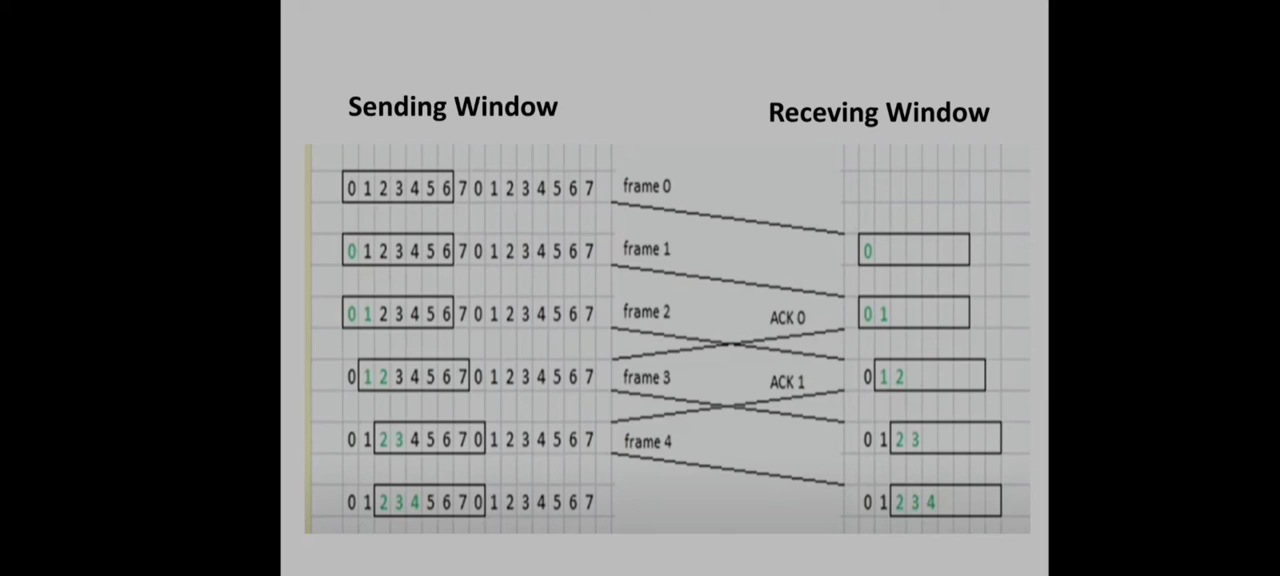 Sending Window
Receving Window
0 1 2 3 4 5 6 7 0 1 2 3 4 5 6 7 frame 0
0 1 2 3 4 5 6 7 0 1 2 3 4 5 6 7 frame 1 0
0 1 2 3 4 5 6 7 0 1 2 3 4 5 6 7 frame 2 ACK 0 0 1
0 1 2 3 4 5 6 7 0 1 2 3 4 5 6 7 frame 3 ACK 1 0 1 2
0 1 2 3 4 5 6 7 0 1 2 3 4 5 6 7 frame 4 0 1 2 3
0 1 2 3 4 5 6 7 0 1 2 3 4 5 6 7 0 1 2 3 4